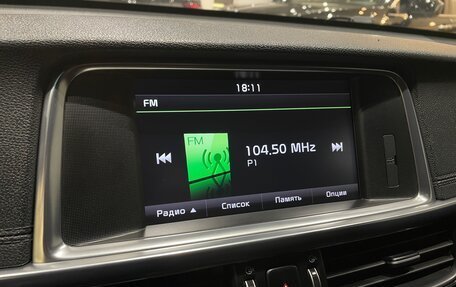 18:11
FM
FM
104.50 MHz
P1
Радио ▲ Список Память Опции